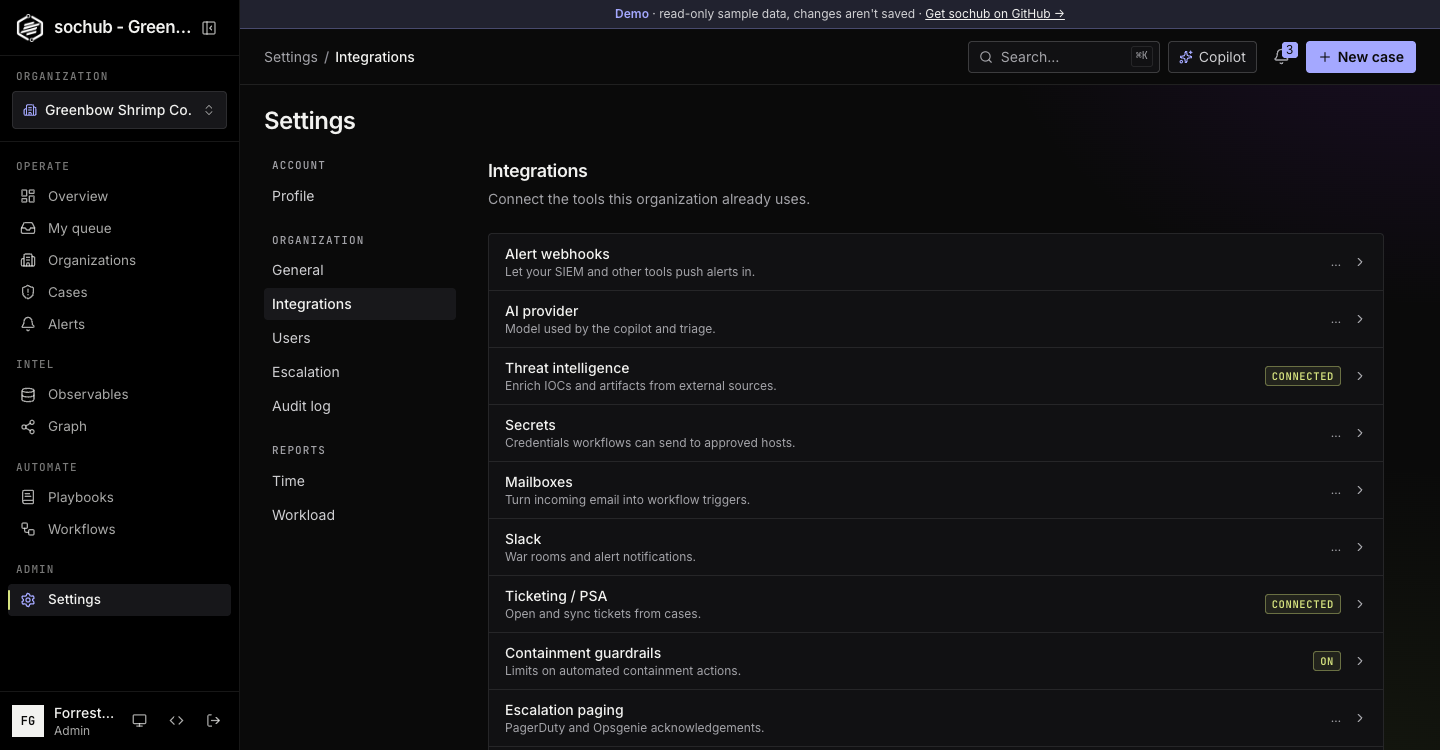 sochub - Green...
ORGANIZATION
Greenbow Shrimp Co.
OPERATE
Overview
My queue
Organizations
Cases
Alerts
INTEL
Observables
Graph
AUTOMATE
Playbooks
Workflows
ADMIN
Settings
FG
Forrest...
Admin
Demo · read-only sample data, changes aren't saved · Get sochub on GitHub →
Settings / Integrations
Search...
⌘K
Copilot
3
New case
Settings
ACCOUNT
Profile
ORGANIZATION
General
Integrations
Users
Escalation
Audit log
REPORTS
Time
Workload
Integrations
Connect the tools this organization already uses.
Alert webhooks
Let your SIEM and other tools push alerts in.
...
AI provider
Model used by the copilot and triage.
...
Threat intelligence
Enrich IOCs and artifacts from external sources.
CONNECTED
Secrets
Credentials workflows can send to approved hosts.
...
Mailboxes
Turn incoming email into workflow triggers.
...
Slack
War rooms and alert notifications.
...
Ticketing / PSA
Open and sync tickets from cases.
CONNECTED
Containment guardrails
Limits on automated containment actions.
ON
Escalation paging
PagerDuty and Opsgenie acknowledgements.
...